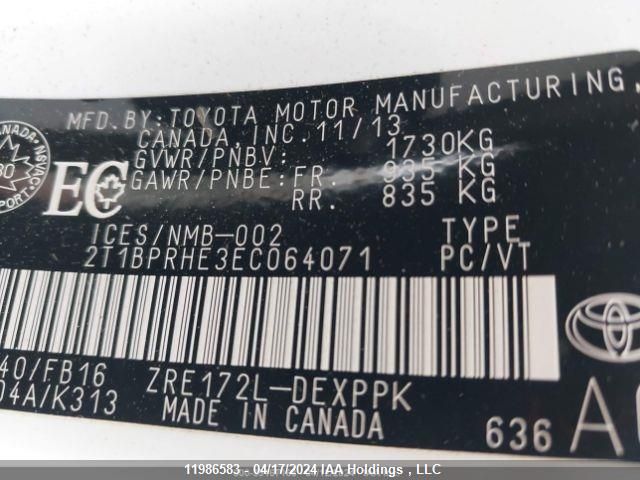 MFD.BY:TOYOTA MOTOR MANUFACTURING,
CANADA,INC.11/13
GVWR/PNBV: 1730KG
GAWR/PNBE:FR. 935 KG
RR. 835 KG
EC
ICES/NMB-002 TYPE
2T1BPRHE3EC064071 PC/VT
40/FB16 ZRE172L-DEXPPK
04A/K313 MADE IN CANADA
636 A
11986583 - 04/17/2024 IAA Holdings , LLC